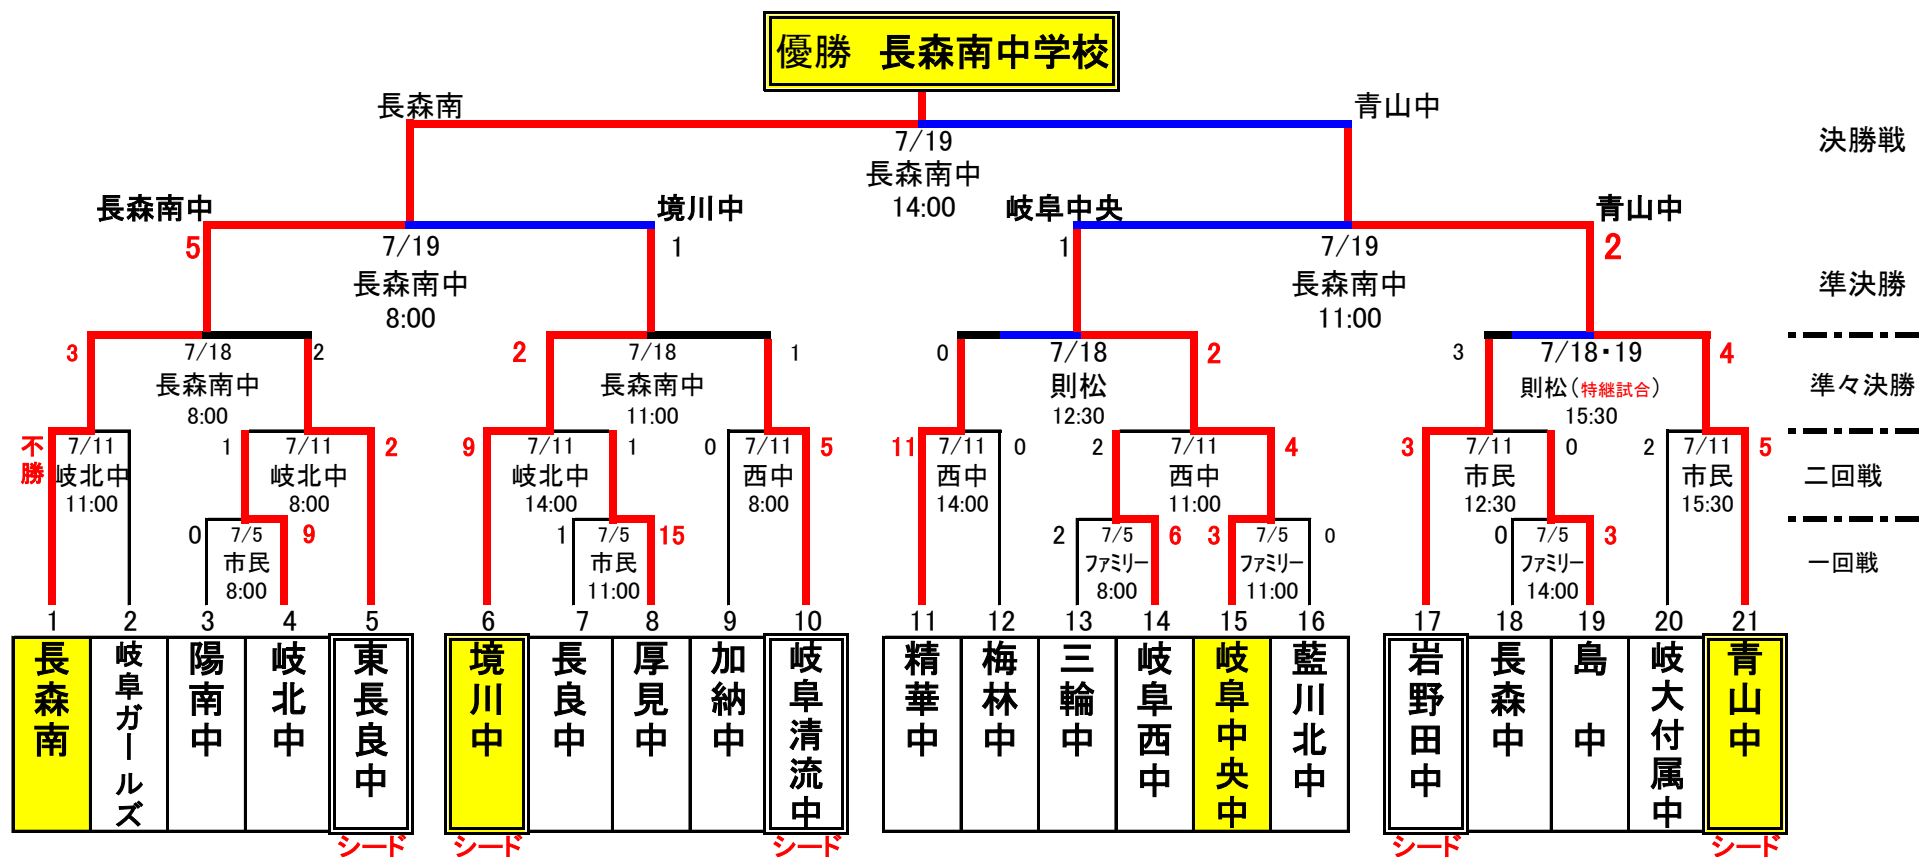 優勝 長森南中学校
長森南
青山中
7/19
長森南中
14:00
決勝戦
長森南中
境川中
岐阜中央
青山中
5
7/19
1
長森南中
8:00
1
7/19
2
長森南中
11:00
準決勝
3
7/18
2
長森南中
8:00
2
7/18
1
長森南中
11:00
0
7/18
2
則松
12:30
3
7/18・19
4
則松(特継試合)
15:30
準々決勝
不勝
7/11
岐北中
11:00
1
7/11
2
岐北中
8:00
9
7/11
1
岐北中
14:00
0
7/11
5
西中
8:00
11
7/11
0
西中
14:00
2
7/11
4
西中
11:00
3
7/11
0
市民
12:30
2
7/11
5
市民
15:30
二回戦
0
7/5
9
市民
8:00
1
7/5
15
市民
11:00
2
7/5
6
ファミリー
8:00
3
7/5
0
ファミリー
11:00
0
7/5
3
ファミリー
14:00
一回戦
1 2 3 4 5 6 7 8 9 10 11 12 13 14 15 16 17 18 19 20 21
長森南
岐阜ガールズ
陽南中
岐北中
東長良中
境川中
長良中
厚見中
加納中
岐阜清流中
精華中
梅林中
三輪中
岐阜西中
岐阜中央中
藍川北中
岩野田中
長森中
島 中
岐大付属中
青山中
シード シード シード シード シード